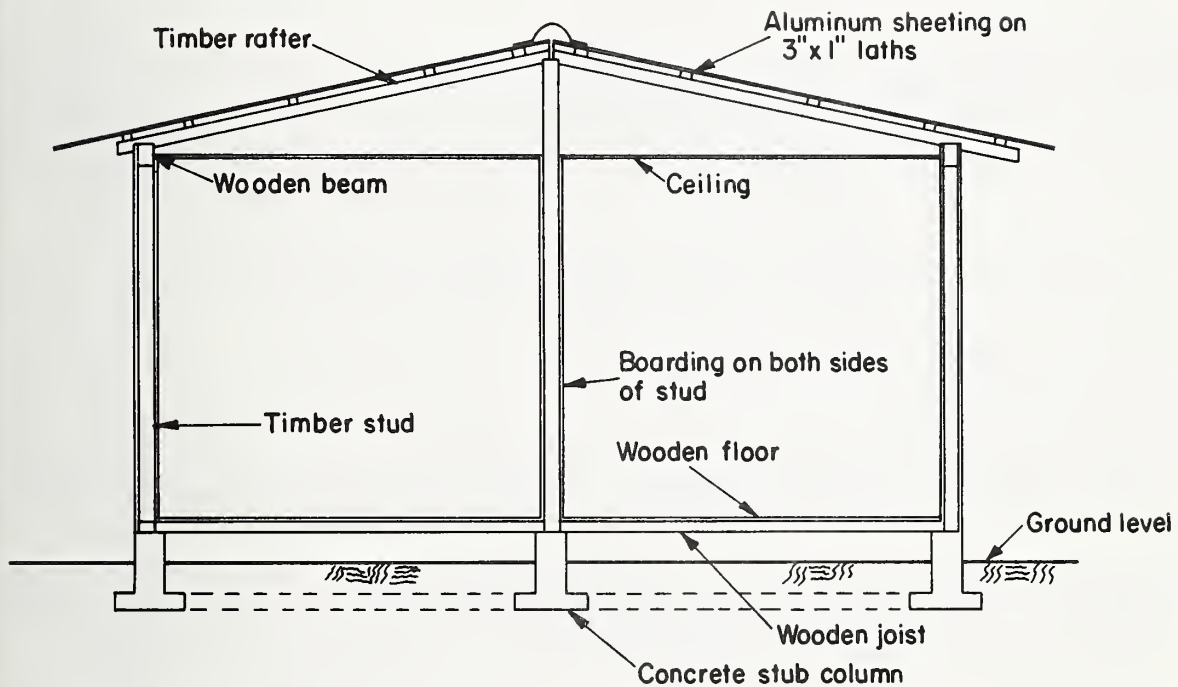 Timber rafter
Aluminum sheeting on
3"x1" laths
Wooden beam
Ceiling
Boarding on both sides
of stud
Timber stud
Wooden floor
Ground level
Wooden joist
Concrete stub column